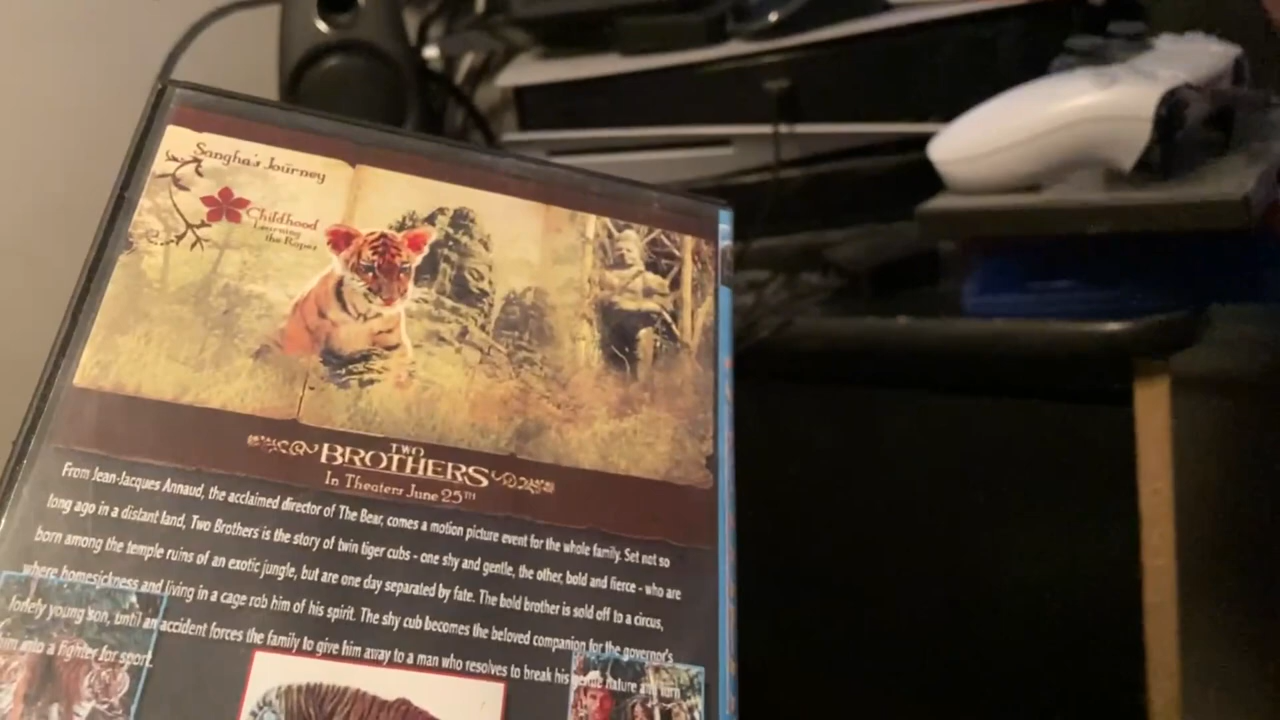 Sangha's Journey
Childhood
Learning
the Ropes
TWO
BROTHERS
In Theaters June 25TH
From Jean-Jacques Annaud, the acclaimed director of The Bear, comes a motion picture event for the whole family. Set not so
long ago in a distant land, Two Brothers is the story of twin tiger cubs - one shy and gentle, the other, bold and fierce - who are
born among the temple ruins of an exotic jungle, but are one day separated by fate. The bold brother is sold off to a circus,
where homesickness and living in a cage rob him of his spirit. The shy cub becomes the beloved companion for the governor's
lonely young son, until an accident forces the family to give him away to a man who resolves to break his gentle nature and turn
him into a fighter for sport.